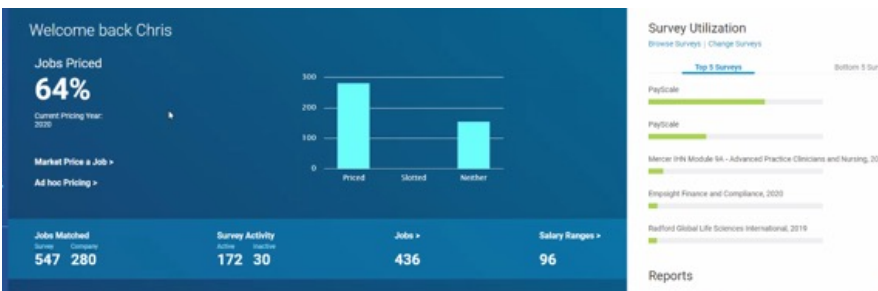 Welcome back Chris
Jobs Priced
64%
Current Pricing Year:
2020
Market Price a Job >
Ad hoc Pricing >
300
200
100
0
Priced Slotted Neither
Jobs Matched
Survey Company
547 280
Survey Activity
Active Inactive
172 30
Jobs >
436
Salary Ranges >
96
Survey Utilization
Browse Surveys | Change Surveys
Top 5 Surveys Bottom 5 Sur
PayScale
PayScale
Mercer IHN Module 9A - Advanced Practice Clinicians and Nursing, 20
Empsight Finance and Compliance, 2020
Radford Global Life Sciences International, 2019
Reports